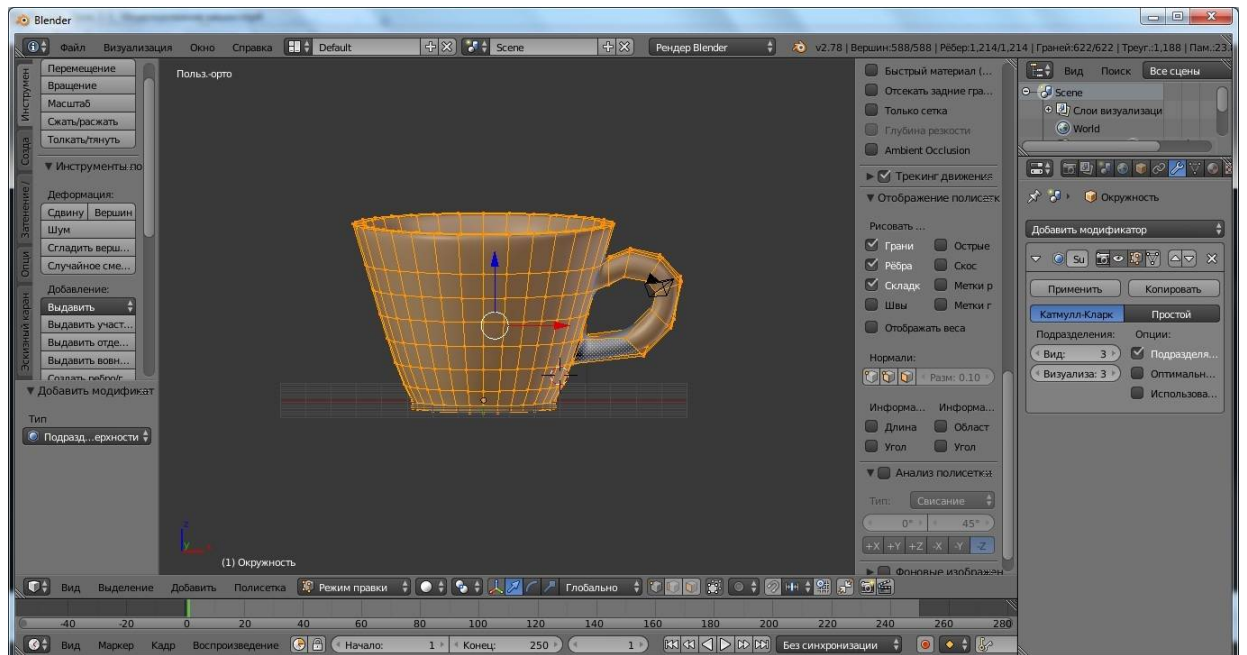 Blender
Файл Визуализация Окно Справка Default Scene Рендер Blender v2.78 | Вершин:588/588 | Рёбер:1,214/1,214 | Граней:622/622 | Треуг.:1,188 | Пам.:23.
Инструмен
Созда
Затенение /
Опци
Эскизный каран
Перемещение
Вращение
Масштаб
Сжать/расжать
Толкать/тянуть
Инструменты по
Деформация:
Сдвину Вершин
Шум
Сгладить верш...
Случайное сме...
Добавление:
Выдавить
Выдавить участ...
Выдавить отде...
Выдавить вовн...
Создать ребро/г
Добавить модификат
Тип
Подразд...ерхности
Польз.-орто
z
y
(1) Окружность
Быстрый материал (...
Отсекать задние гра...
Только сетка
Глубина резкости
Ambient Occlusion
Трекинг движения
Отображение полисетк
Рисовать ...
Грани Острые
Рёбра Скос
Складк Метки р
Швы Метки г
Отображать веса
Нормали:
Разм: 0.10
Информа... Информа...
Длина Област
Угол Угол
Анализ полисетки
Тип: Свисание
0° 45°
+X +Y +Z -X -Y -Z
Фоновые изображен
Вид Поиск Все сцены
Scene
Слои визуализаци
World
Окружность
Добавить модификатор
Su
Применить Копировать
Катмулл-Кларк Простой
Подразделения: Опции:
Вид: 3 Подразделя...
Визуализа: 3 Оптимальн...
Использова...
Вид Выделение Добавить Полисетка Режим правки Глобально
-40 -20 0 20 40 60 80 100 120 140 160 180 200 220 240 260 280
Вид Маркер Кадр Воспроизведение Начало: 1 Конец: 250 1 Без синхронизации